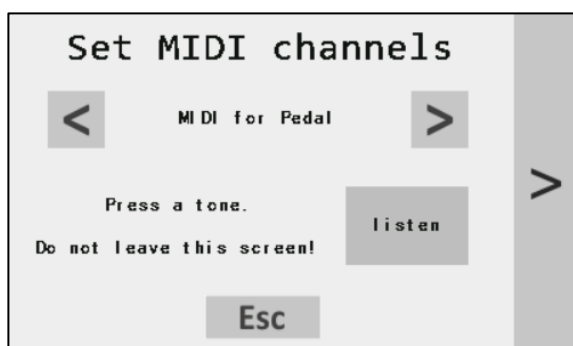 Set MIDI channels
< MIDI for Pedal >
>
Press a tone.
listen
Do not leave this screen!
Esc